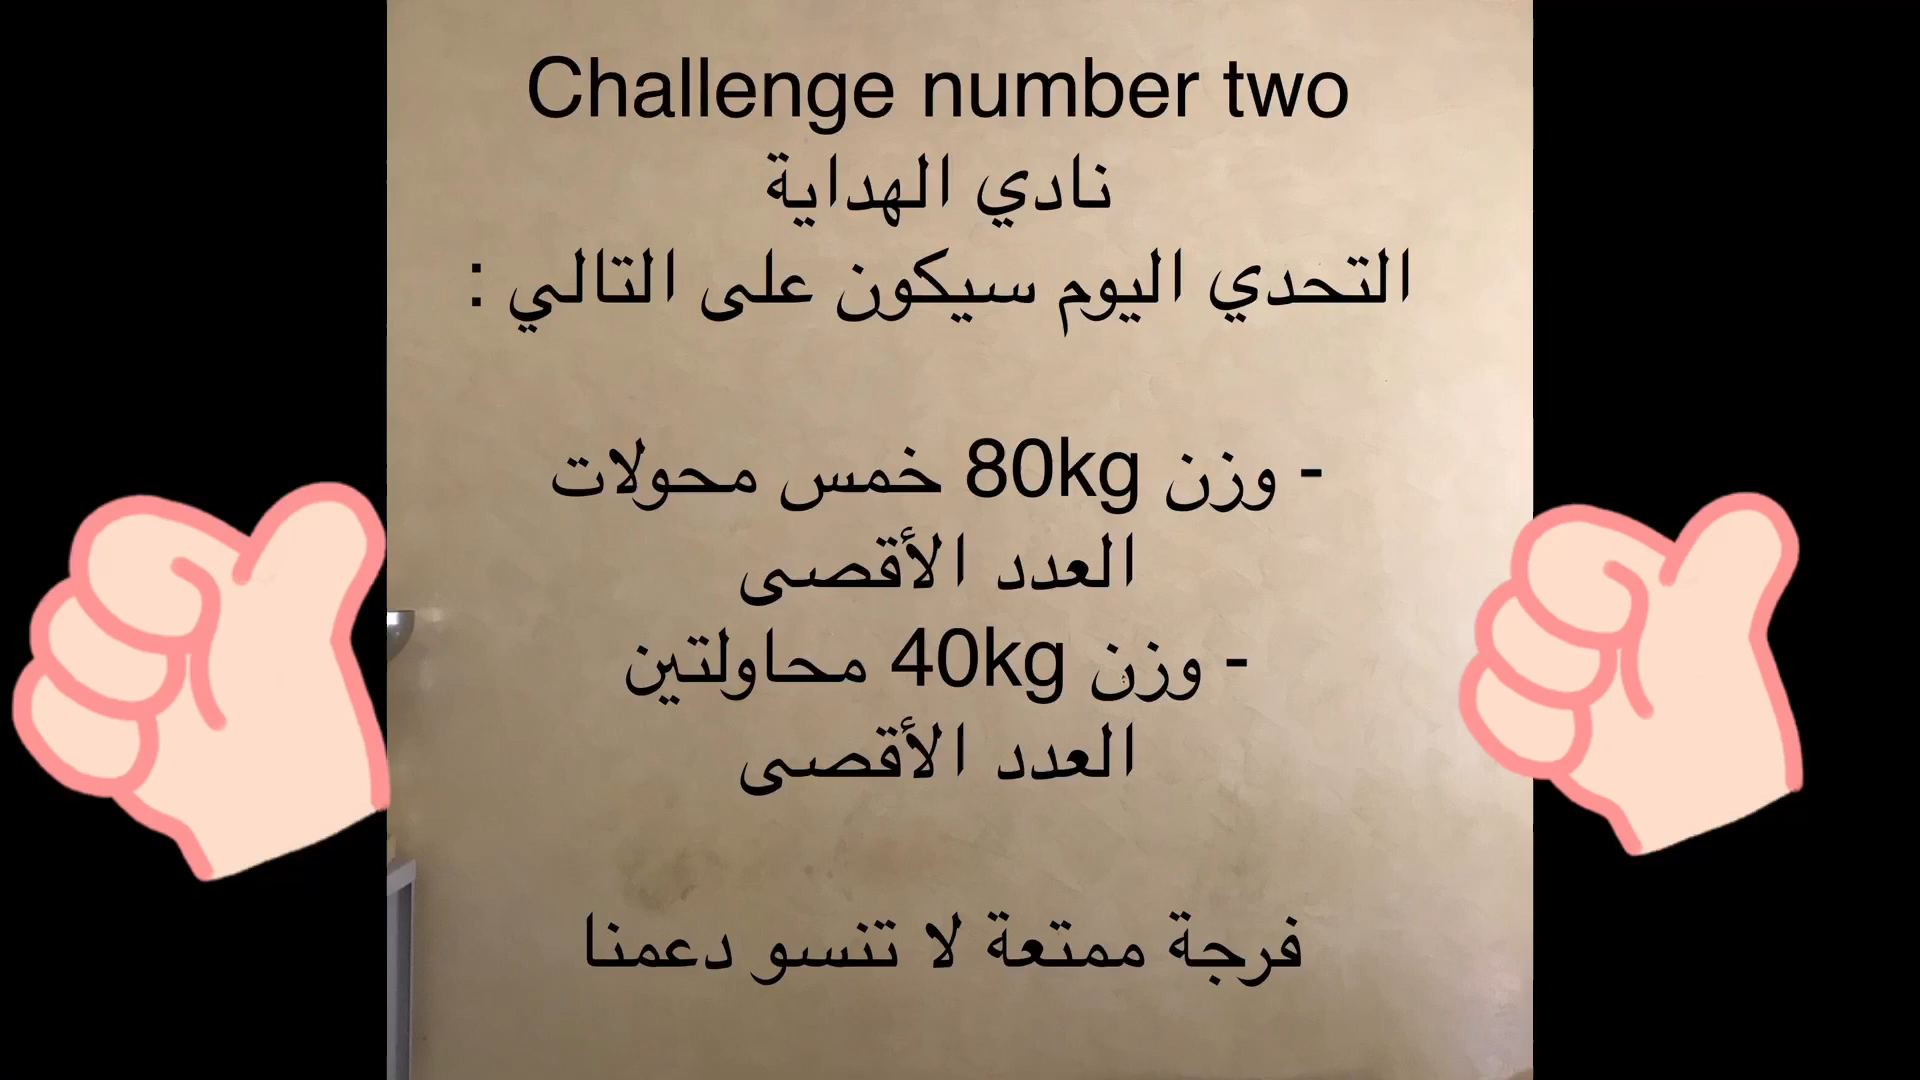 Challenge number two
نادي الهداية
التحدي اليوم سيكون على التالي :
- وزن 80kg خمس محولات
العدد الأقصى
- وزن 40kg محاولتين
العدد الأقصى
فرجة ممتعة لا تنسو دعمنا